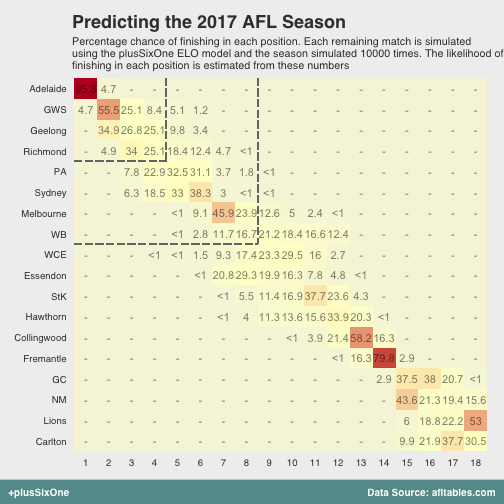 Predicting the 2017 AFL Season
Percentage chance of finishing in each position. Each remaining match is simulated
using the plusSixOne ELO model and the season simulated 10000 times. The likelihood of
finishing in each position is estimated from these numbers
Adelaide 95.3 4.7 - - - - - - - - - - - - - - - -
GWS 4.7 55.5 25.1 8.4 5.1 1.2 - - - - - - - - - - - -
Geelong - 34.9 26.8 25.1 9.8 3.4 - - - - - - - - - - - -
Richmond - 4.9 34 25.1 18.4 12.4 4.7 <1 - - - - - - - - - -
PA - - 7.8 22.9 32.5 31.1 3.7 1.8 <1 - - - - - - - - -
Sydney - - 6.3 18.5 33 38.3 3 <1 <1 - - - - - - - - -
Melbourne - - - - <1 9.1 45.9 23.9 12.6 5 2.4 <1 - - - - - -
WB - - - - <1 2.8 11.7 16.7 21.2 18.4 16.6 12.4 - - - - - -
WCE - - - <1 <1 1.5 9.3 17.4 23.3 29.5 16 2.7 - - - - - -
Essendon - - - - - <1 20.8 29.3 19.9 16.3 7.8 4.8 <1 - - - - -
StK - - - - - - <1 5.5 11.4 16.9 37.7 23.6 4.3 - - - - -
Hawthorn - - - - - - <1 4 11.3 13.6 15.6 33.9 20.3 <1 - - - -
Collingwood - - - - - - - - - <1 3.9 21.4 58.2 16.3 - - - -
Fremantle - - - - - - - - - - - <1 16.3 79.8 2.9 - - -
GC - - - - - - - - - - - - - 2.9 37.5 38 20.7 <1
NM - - - - - - - - - - - - - - 43.6 21.3 19.4 15.6
Lions - - - - - - - - - - - - - - 6 18.8 22.2 53
Carlton - - - - - - - - - - - - - - 9.9 21.9 37.7 30.5
1 2 3 4 5 6 7 8 9 10 11 12 13 14 15 16 17 18
+plusSixOne
Data Source: afltables.com